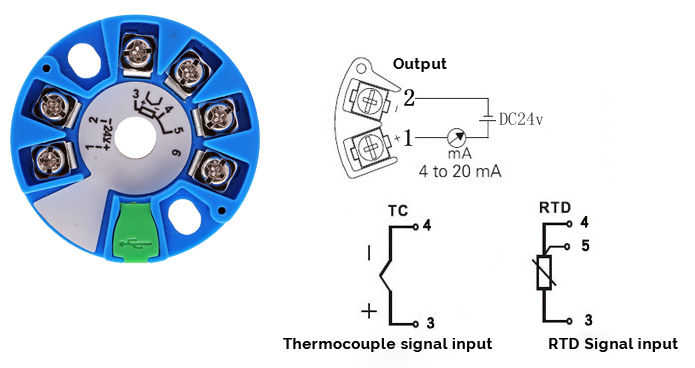 3
4
5
6
2
−24V+
1
Output
2
−
DC24v
+
1
mA
4 to 20 mA
TC
4
−
+
3
Thermocouple signal input
RTD
4
5
3
RTD Signal input